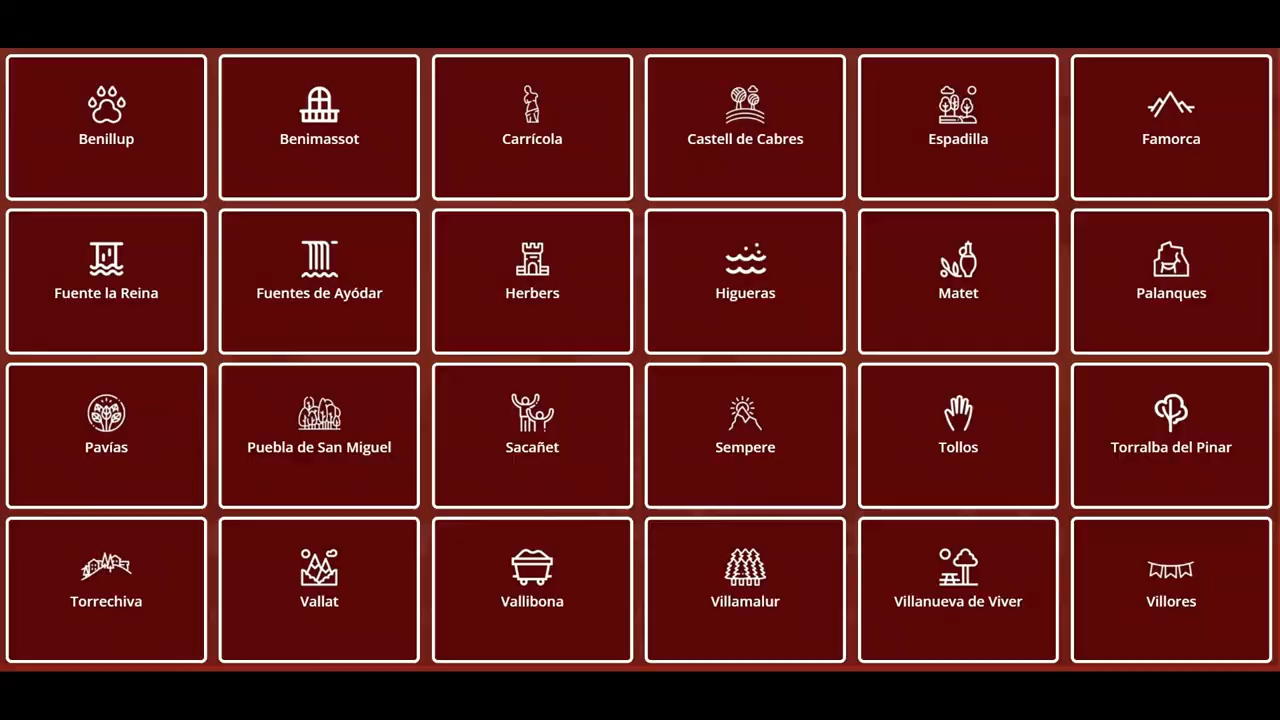 Benillup
Benimassot
Carrícola
Castell de Cabres
Espadilla
Famorca
Fuente la Reina
Fuentes de Ayódar
Herbers
Higueras
Matet
Palanques
Pavías
Puebla de San Miguel
Sacañet
Sempere
Tollos
Torralba del Pinar
Torrechiva
Vallat
Vallibona
Villamalur
Villanueva de Viver
Villores